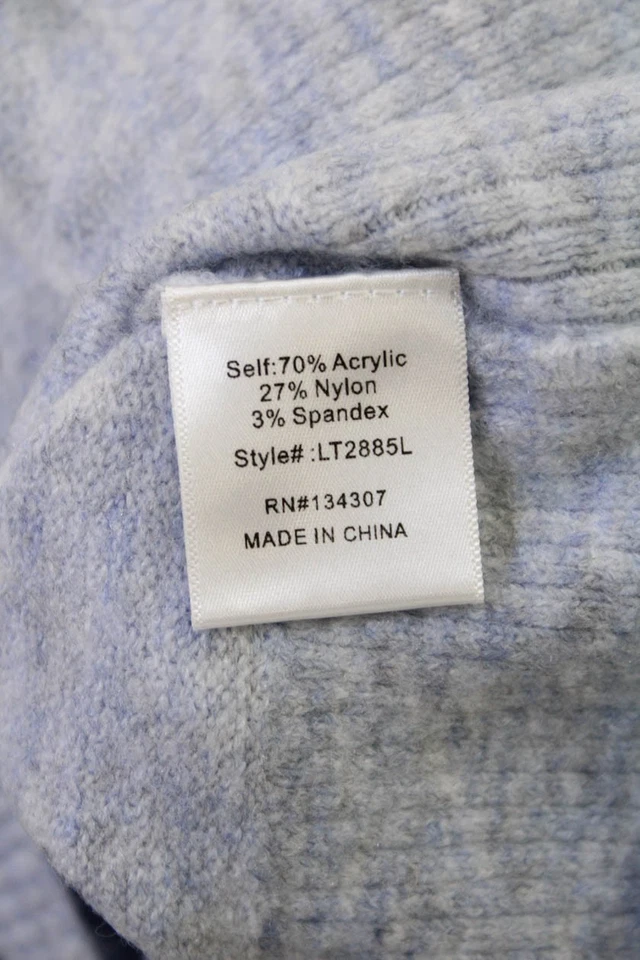 Self:70% Acrylic
27% Nylon
3% Spandex
Style# :LT2885L
RN#134307
MADE IN CHINA